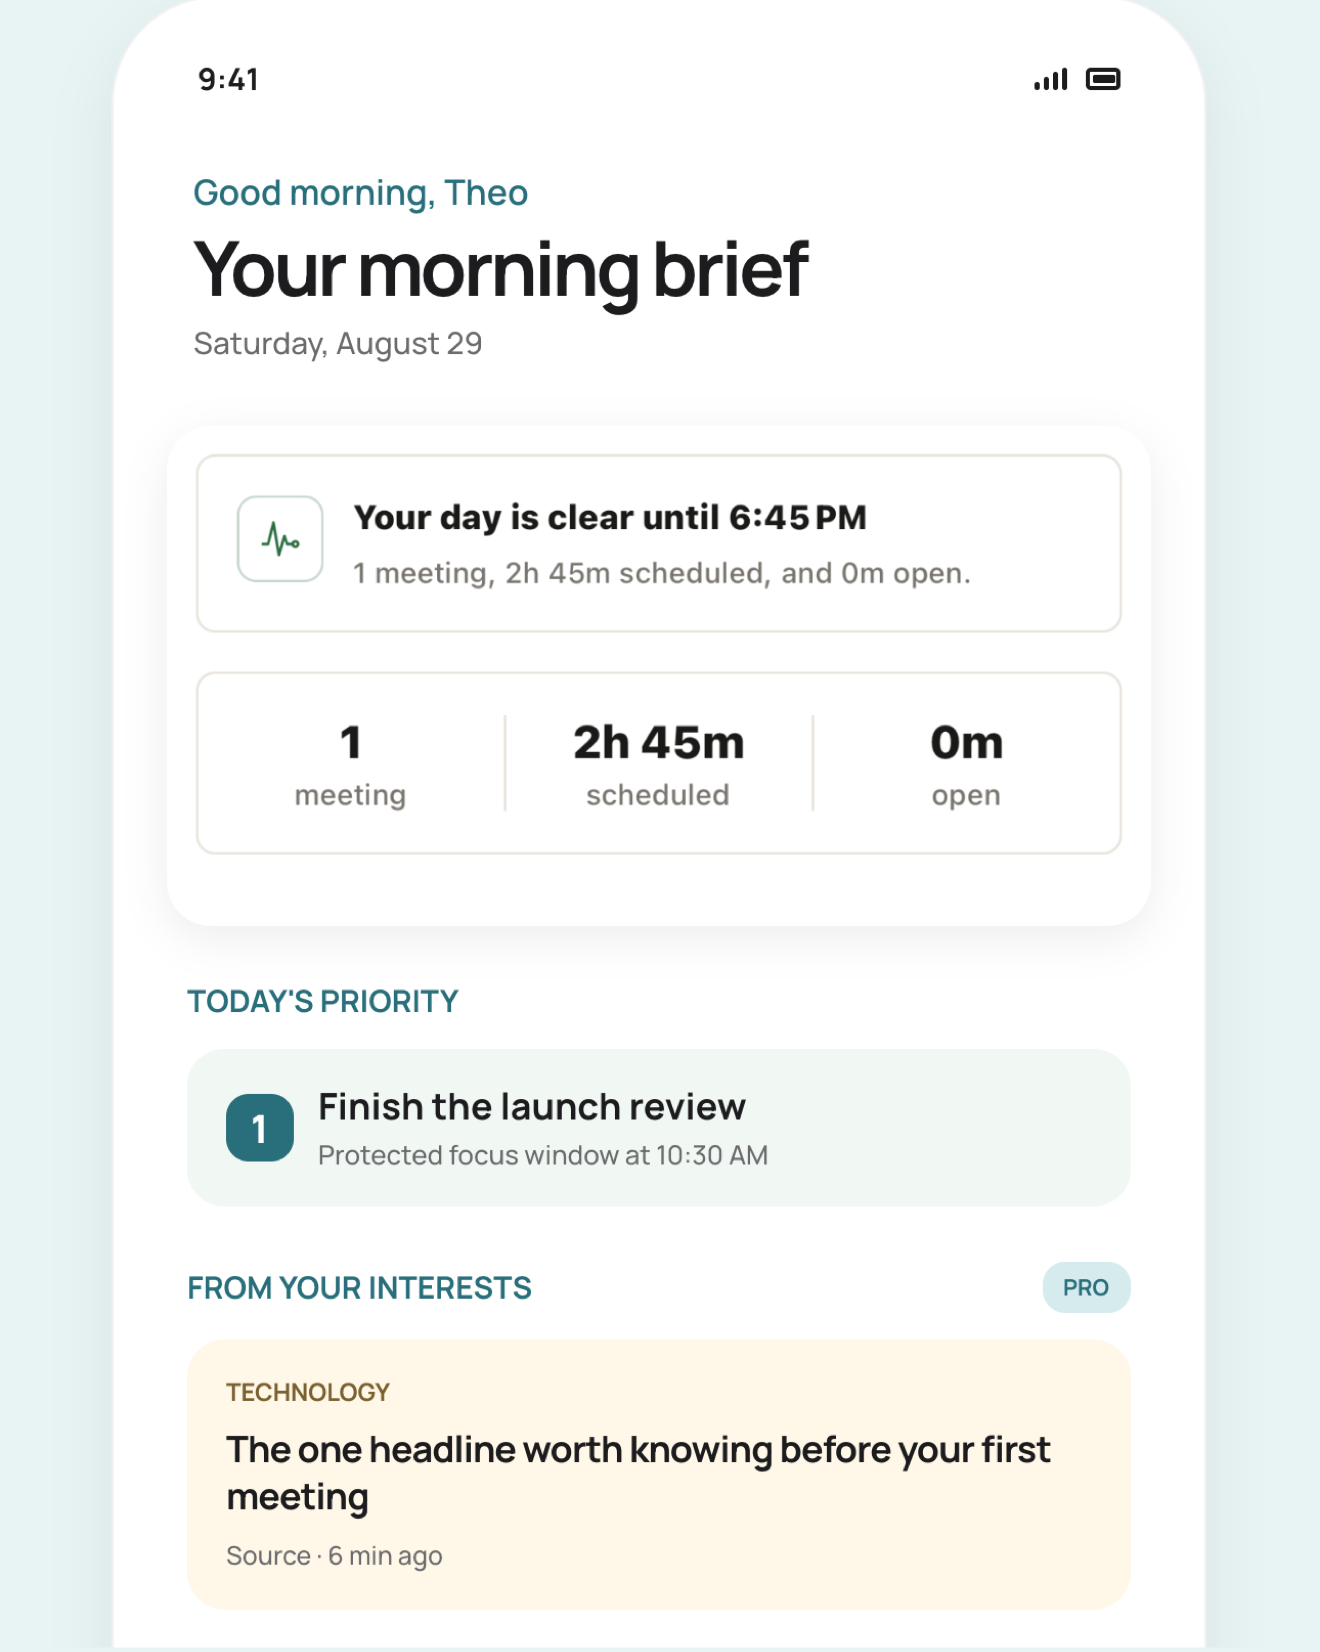 9:41
Good morning, Theo
Your morning brief
Saturday, August 29
Your day is clear until 6:45 PM
1 meeting, 2h 45m scheduled, and 0m open.
1
meeting
2h 45m
scheduled
0m
open
TODAY'S PRIORITY
1
Finish the launch review
Protected focus window at 10:30 AM
FROM YOUR INTERESTS
PRO
TECHNOLOGY
The one headline worth knowing before your first
meeting
Source · 6 min ago